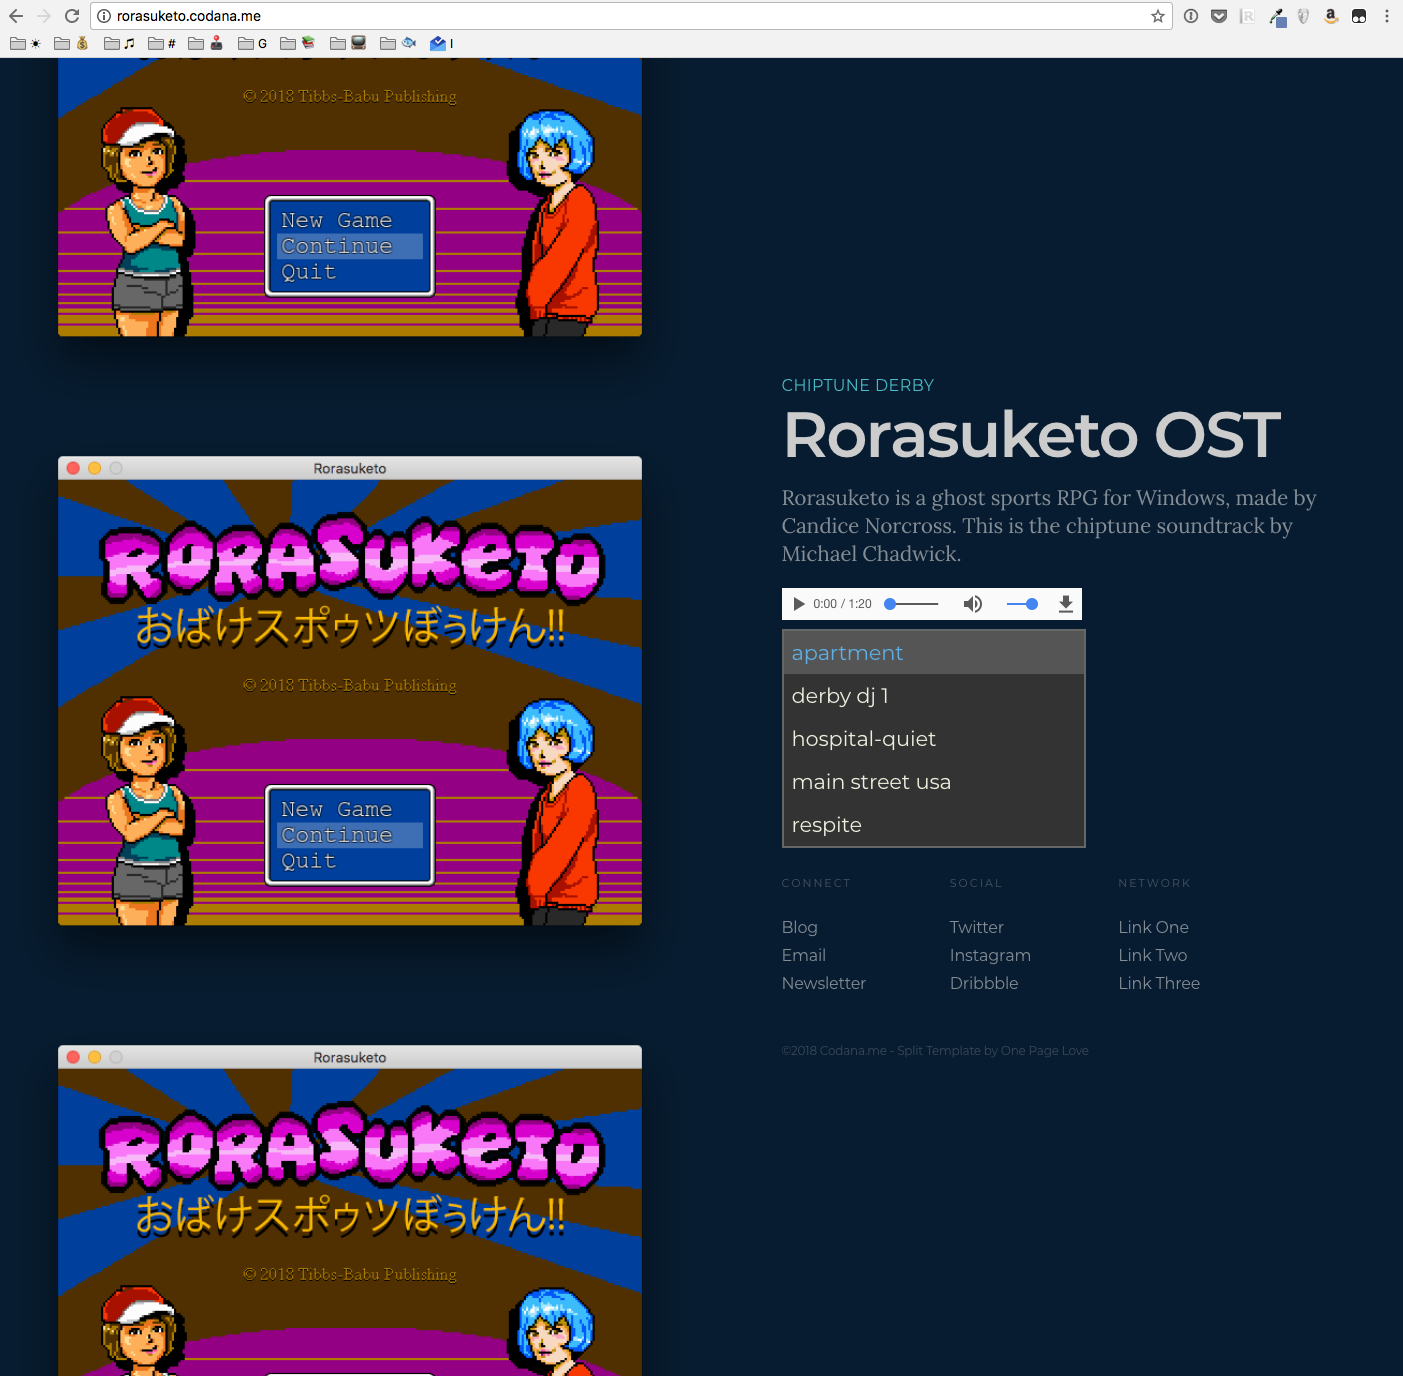 rorasuketo.codana.me
#
G
I
© 2018 Tibbs-Babu Publishing
New Game
Continue
Quit
Rorasuketo
RORASUKETO
おばけスポゥツぼぅけん!!
© 2018 Tibbs-Babu Publishing
New Game
Continue
Quit
Rorasuketo
RORASUKETO
おばけスポゥツぼぅけん!!
© 2018 Tibbs-Babu Publishing
CHIPTUNE DERBY
Rorasuketo OST
Rorasuketo is a ghost sports RPG for Windows, made by
Candice Norcross. This is the chiptune soundtrack by
Michael Chadwick.
0:00 / 1:20
apartment
derby dj 1
hospital-quiet
main street usa
respite
CONNECT
Blog
Email
Newsletter
SOCIAL
Twitter
Instagram
Dribbble
NETWORK
Link One
Link Two
Link Three
©2018 Codana.me - Split Template by One Page Love